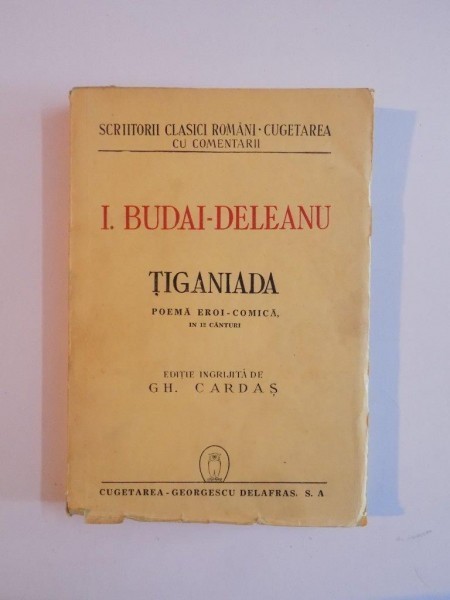 SCRIITORII CLASICI ROMÂNI · CUGETAREA
CU COMENTARII
I. BUDAI-DELEANU
ȚIGANIADA
POEMĂ EROI-COMICĂ,
IN 12 CÂNTURI
EDIȚIE INGRIJITĂ DE
GH. CARDAȘ
CUGETAREA - GEORGESCU DELAFRAS. S. A